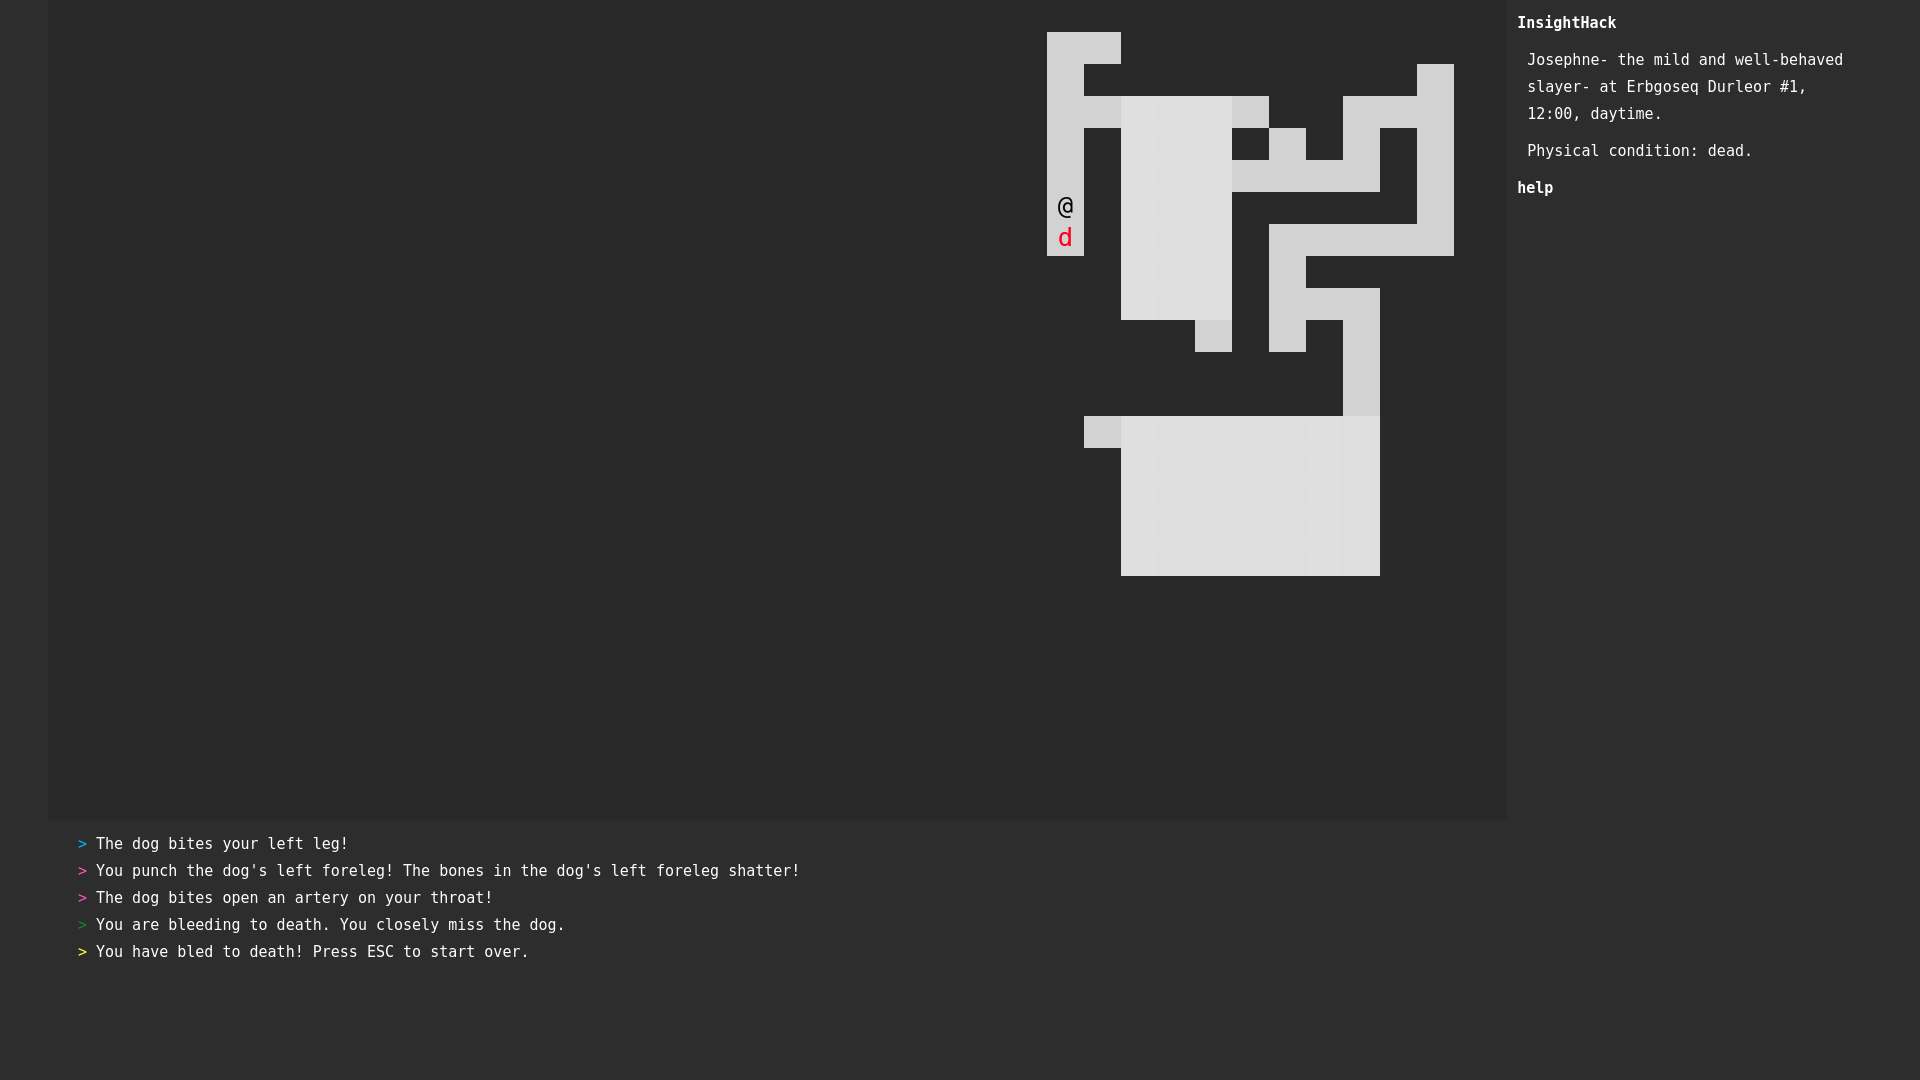 InsightHack
Josephne- the mild and well-behaved
slayer- at Erbgoseq Durleor #1,
12:00, daytime.
Physical condition: dead.
help
@
d
> The dog bites your left leg!
> You punch the dog's left foreleg! The bones in the dog's left foreleg shatter!
> The dog bites open an artery on your throat!
> You are bleeding to death. You closely miss the dog.
> You have bled to death! Press ESC to start over.